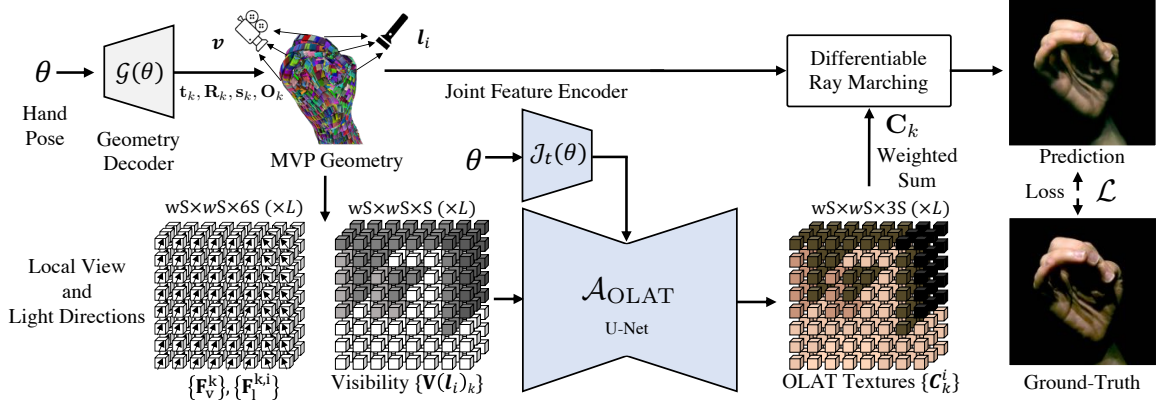 v
l_i
θ
G(θ)
t_k, R_k, s_k, O_k
Hand
Pose
Geometry
Decoder
MVP Geometry
Joint Feature Encoder
θ
J_t(θ)
Differentiable
Ray Marching
C_k
Weighted
Sum
Prediction
Loss
L
wS×wS×6S (×L)
wS×wS×S (×L)
wS×wS×3S (×L)
Local View
and
Light Directions
A_OLAT
U-Net
{F_v^k}, {F_l^{k,i}}
Visibility {V(l_i)_k}
OLAT Textures {C_k^i}
Ground-Truth